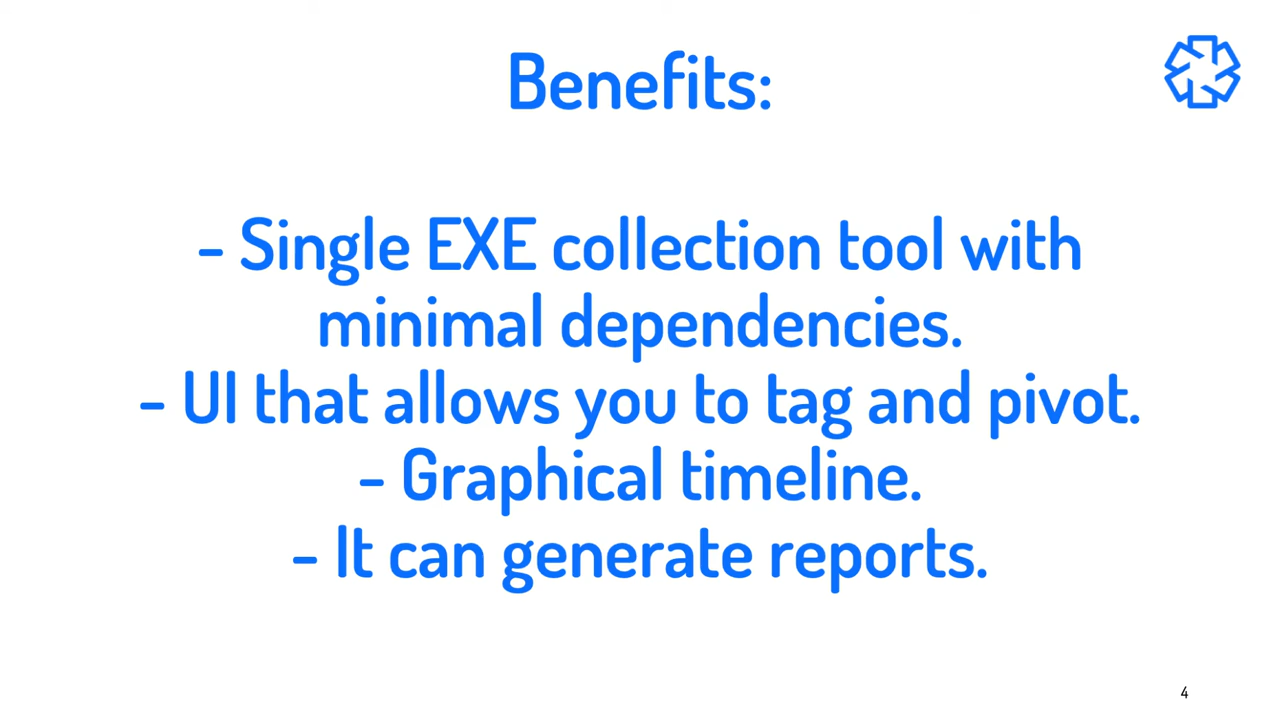 Benefits:
- Single EXE collection tool with
minimal dependencies.
- UI that allows you to tag and pivot.
- Graphical timeline.
- It can generate reports.
4